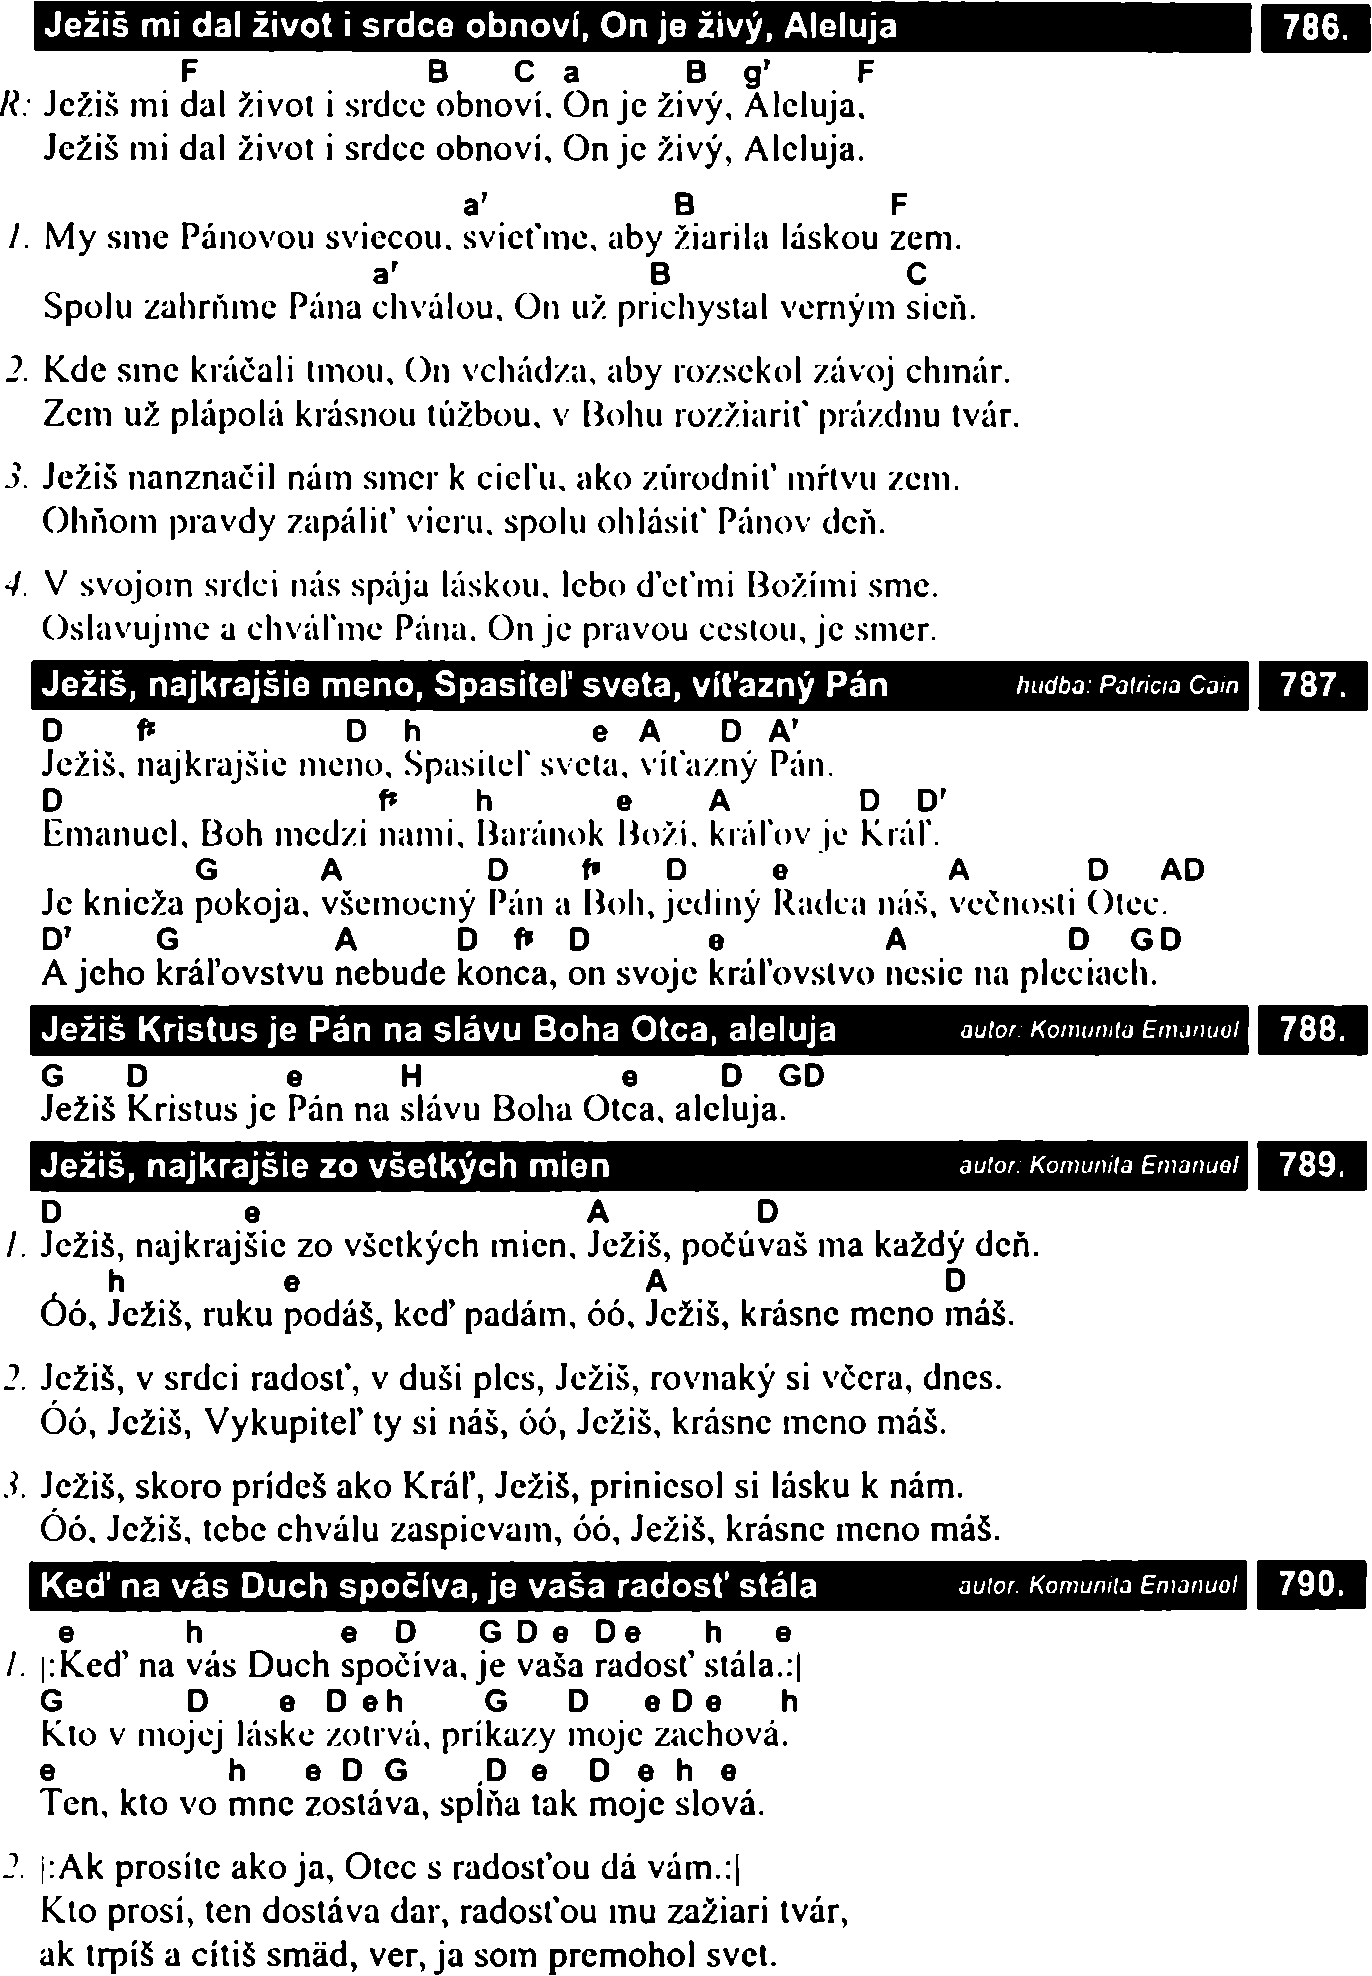 Ježiš mi dal život i srdce obnoví, On je živý, Aleluja 786.
F B C a B g7 F
R: Ježiš mi dal život i srdce obnoví, On je živý, Aleluja,
Ježiš mi dal život i srdce obnoví, On je živý, Aleluja.
a7 B F
1. My sme Pánovou sviecou, svieťme, aby žiarila láskou zem.
a7 B C
Spolu zahrňme Pána chválou, On už prichystal verným sieň.
2. Kde sme kráčali tmou, On vchádza, aby rozsekol závoj chmár.
Zem už plápolá krásnou túžbou, v Bohu rozžiariť prázdnu tvár.
3. Ježiš nanznačil nám smer k cieľu, ako zúrodniť mŕtvu zem.
Ohňom pravdy zapáliť vieru, spolu ohlásiť Pánov deň.
4. V svojom srdci nás spája láskou, lebo ďeťmi Božími sme.
Oslavujme a chváľme Pána, On je pravou cestou, je smer.
Ježiš, najkrajšie meno, Spasiteľ sveta, víťazný Pán hudba: Patricia Cain 787.
D f# D h e A D A7
Ježiš, najkrajšie meno, Spasiteľ sveta, víťazný Pán.
D f# h e A D D7
Emanuel, Boh medzi nami, Baránok Boží, kráľov je Kráľ.
G A D f# D e A D AD
Je knieža pokoja, všemocný Pán a Boh, jediný Radca náš, večnosti Otec.
D7 G A D f# D e A D GD
A jeho kráľovstvu nebude konca, on svoje kráľovstvo nesie na pleciach.
Ježiš Kristus je Pán na slávu Boha Otca, aleluja autor: Komunita Emanuel 788.
G D e H e D GD
Ježiš Kristus je Pán na slávu Boha Otca, aleluja.
Ježiš, najkrajšie zo všetkých mien autor: Komunita Emanuel 789.
D e A D
1. Ježiš, najkrajšie zo všetkých mien, Ježiš, počúvaš ma každý deň.
h e A D
Óó, Ježiš, ruku podáš, keď padám, óó, Ježiš, krásne meno máš.
2. Ježiš, v srdci radosť, v duši ples, Ježiš, rovnaký si včera, dnes.
Óó, Ježiš, Vykupiteľ ty si náš, óó, Ježiš, krásne meno máš.
3. Ježiš, skoro prídeš ako Kráľ, Ježiš, priniesol si lásku k nám.
Óó, Ježiš, tebe chválu zaspievam, óó, Ježiš, krásne meno máš.
Keď na vás Duch spočíva, je vaša radosť stála autor: Komunita Emanuel 790.
e h e D G D e D e h e
1. |:Keď na vás Duch spočíva, je vaša radosť stála.:|
G D e D e h G D e D e h
Kto v mojej láske zotrvá, príkazy moje zachová.
e h e D G D e D e h e
Ten, kto vo mne zostáva, spĺňa tak moje slová.
2. |:Ak prosíte ako ja, Otec s radosťou dá vám.:|
Kto prosí, ten dostáva dar, radosťou mu zažiari tvár,
ak trpíš a cítiš smäd, ver, ja som premohol svet.